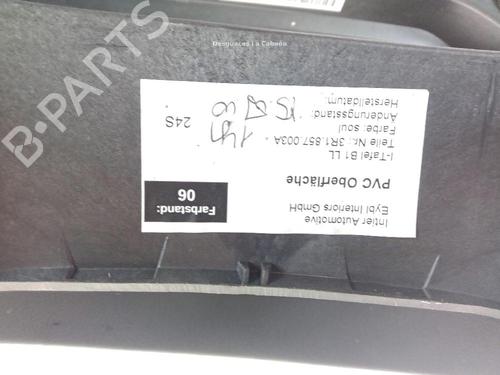 Desguaces La Cabaña
Intier Automotive
Eybl Interiors GmbH
Farbstand:
06
PVC Oberfläche
I-Tafel B1 LL
Teile Nr.: 3R1.857.003A
Farbe: soul
Änderungsstand:
Herstelldatum:
24S
B-PARTS